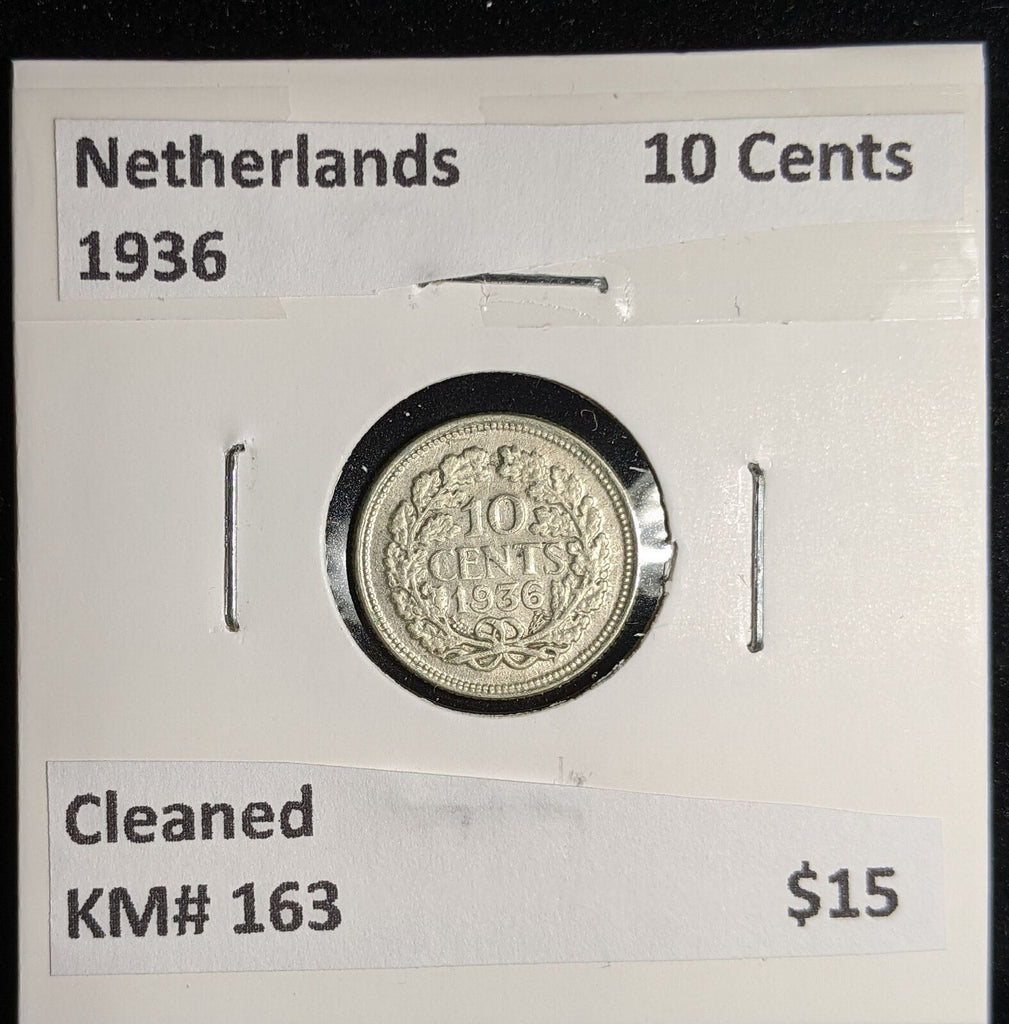 Netherlands 10 Cents
1936
10
CENTS
1936
Cleaned
KM# 163 $15